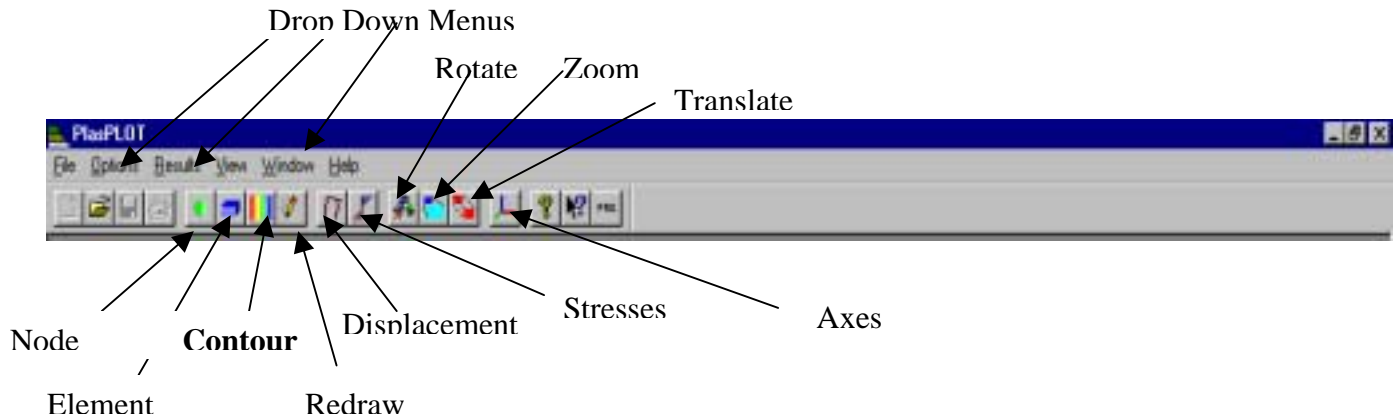 Drop Down Menus
Rotate Zoom
Translate
PlasPLOT
File Options Results View Window Help
Stresses
Axes
Displacement
Node Contour
Element Redraw